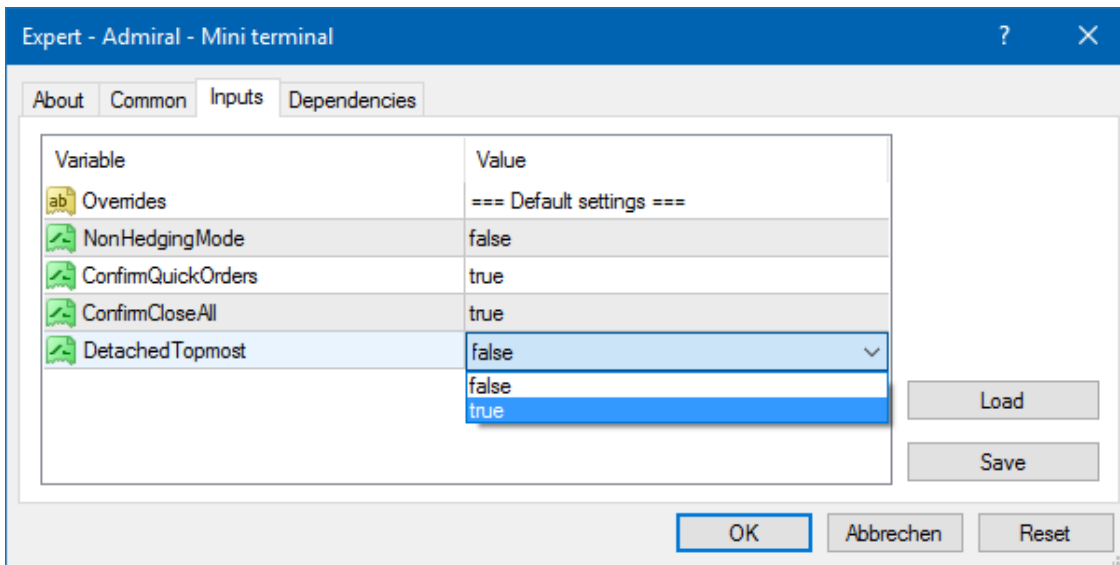 Expert - Admiral - Mini terminal ?
About Common Inputs Dependencies
Variable Value
ab Overrides === Default settings ===
NonHedgingMode false
ConfirmQuickOrders true
ConfirmCloseAll true
DetachedTopmost false
false
true
Load
Save
OK Abbrechen Reset